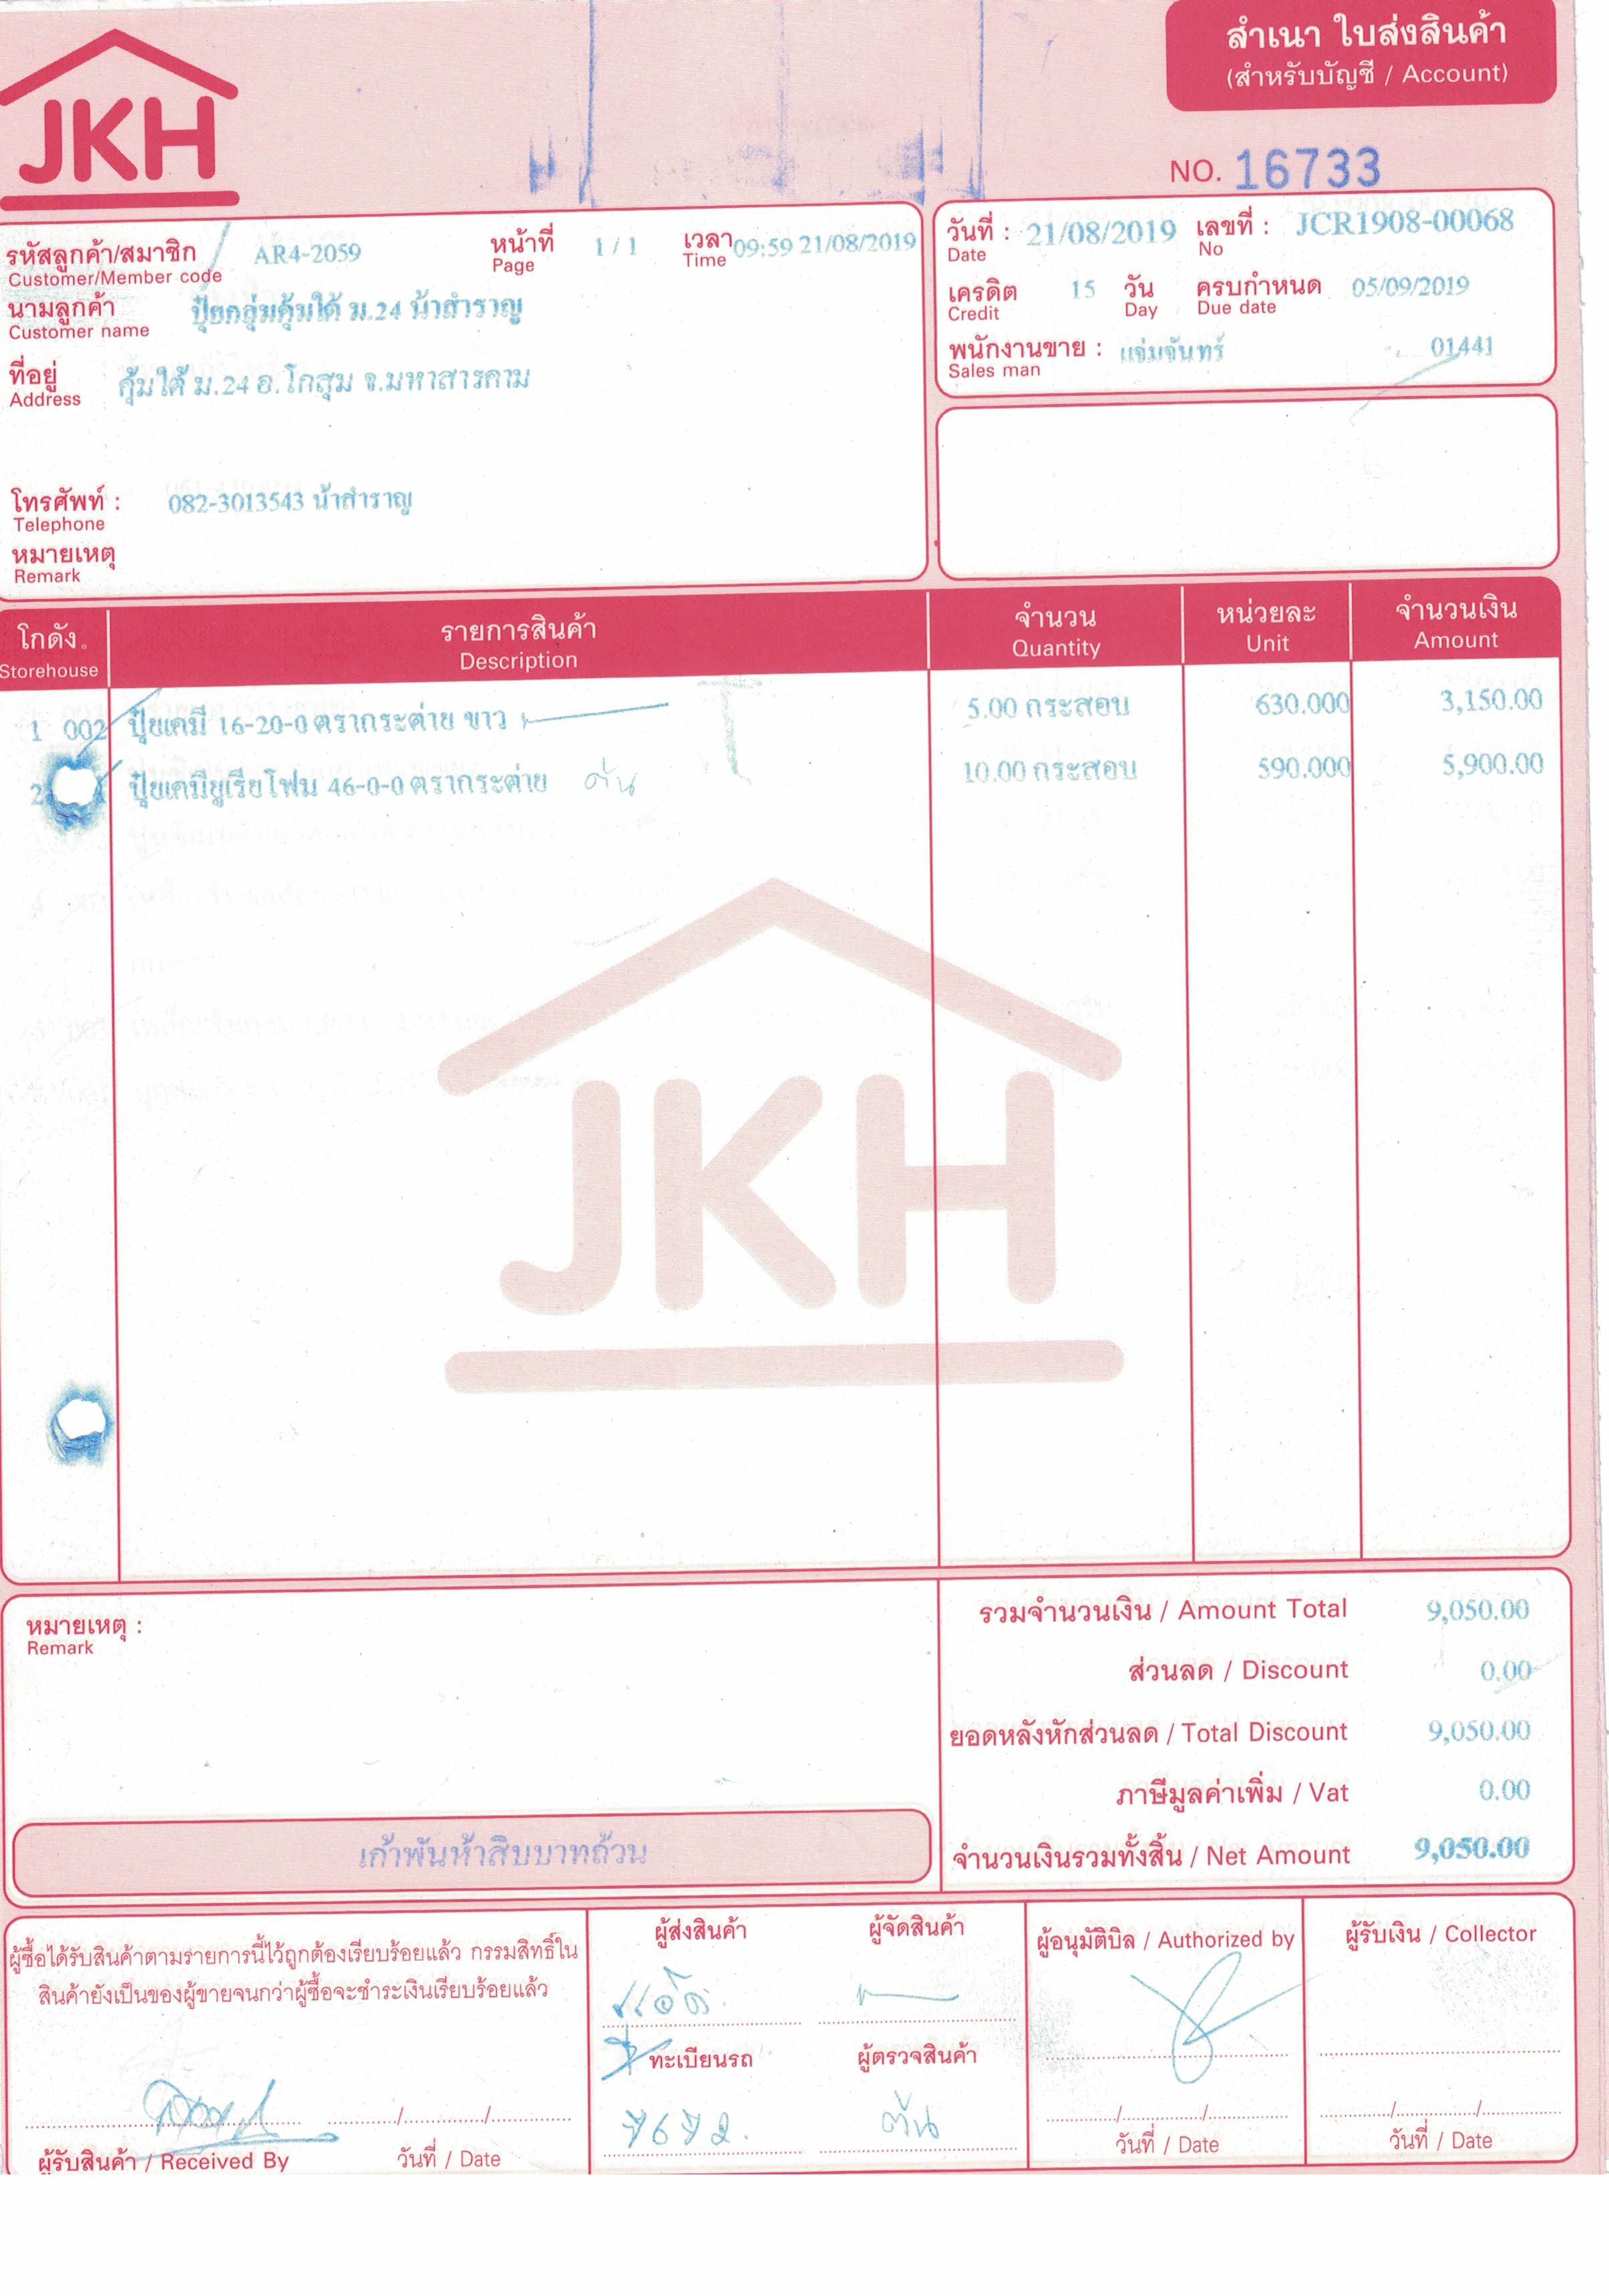 JKH
สำเนา ใบส่งสินค้า
(สำหรับบัญชี / Account)
NO. 16733
รหัสลูกค้า/สมาชิก AR4-2059 หน้าที่ 1 / 1 เวลา 09:59 21/08/2019
Customer/Member code Page Time
นามลูกค้า ปุ๋ยกลุ่มคุ้มใต้ ม.24 น้าสำราญ
Customer name
ที่อยู่ คุ้มใต้ ม.24 อ.โกสุม จ.มหาสารคาม
Address
โทรศัพท์ : 082-3013543 น้าสำราญ
Telephone
หมายเหตุ
Remark
วันที่ : 21/08/2019 เลขที่ : JCR1908-00068
Date No
เครดิต 15 วัน ครบกำหนด 05/09/2019
Credit Day Due date
พนักงานขาย : แจ่มจันทร์ 01441
Sales man
โกดัง. รายการสินค้า จำนวน หน่วยละ จำนวนเงิน
Storehouse Description Quantity Unit Amount
1 002 ปุ๋ยเคมี 16-20-0 ตรากระต่าย ขาว 5.00 กระสอบ 630.000 3,150.00
2 ปุ๋ยเคมียูเรียโฟม 46-0-0 ตรากระต่าย ต้น 10.00 กระสอบ 590.000 5,900.00
JKH
หมายเหตุ :
Remark
รวมจำนวนเงิน / Amount Total 9,050.00
ส่วนลด / Discount 0.00
ยอดหลังหักส่วนลด / Total Discount 9,050.00
ภาษีมูลค่าเพิ่ม / Vat 0.00
เก้าพันห้าสิบบาทถ้วน จำนวนเงินรวมทั้งสิ้น / Net Amount 9,050.00
ผู้ซื้อได้รับสินค้าตามรายการนี้ไว้ถูกต้องเรียบร้อยแล้ว กรรมสิทธิ์ใน
สินค้ายังเป็นของผู้ขายจนกว่าผู้ซื้อจะชำระเงินเรียบร้อยแล้ว
ผู้รับสินค้า / Received By วันที่ / Date
ผู้ส่งสินค้า ผู้จัดสินค้า
ทะเบียนรถ ผู้ตรวจสินค้า
ต้น
ผู้อนุมัติบิล / Authorized by
วันที่ / Date
ผู้รับเงิน / Collector
วันที่ / Date